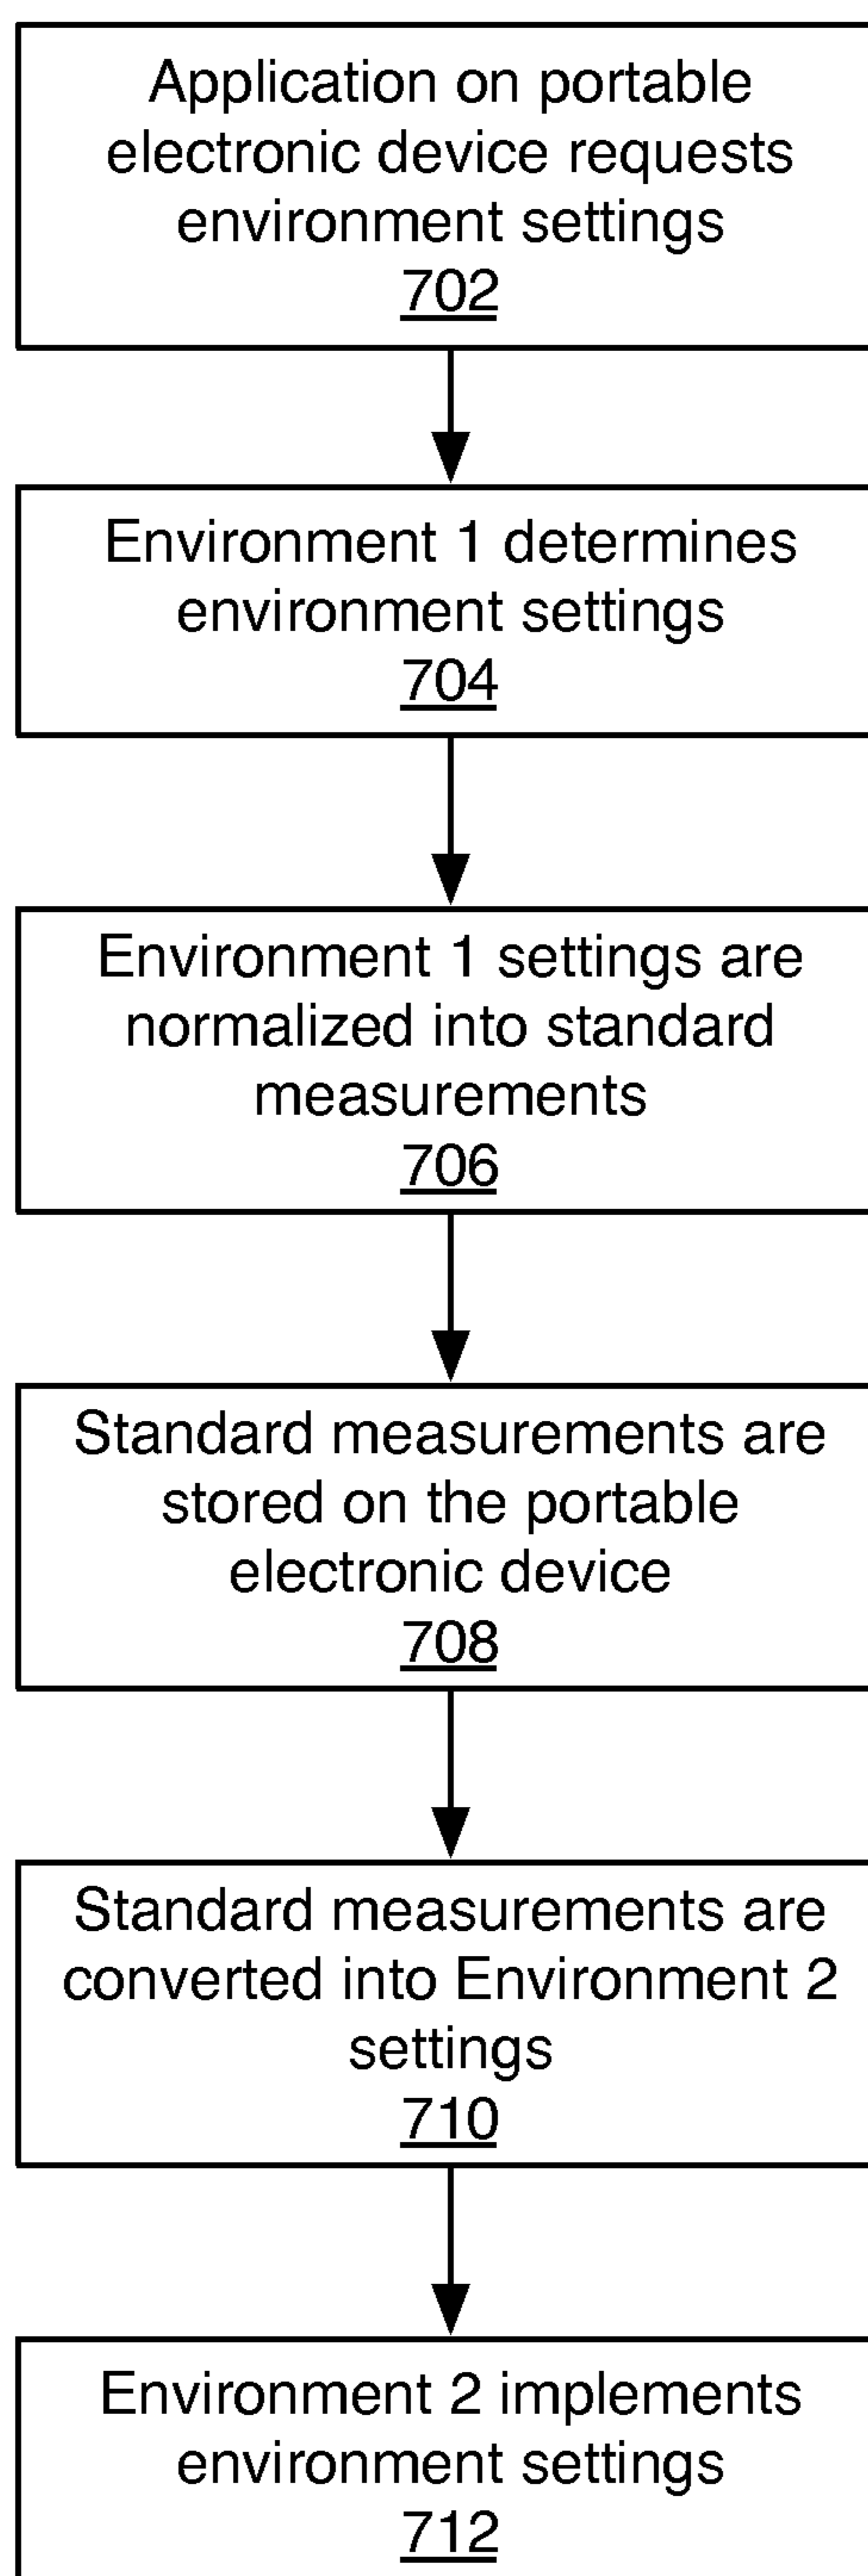 Application on portable
electronic device requests
environment settings
702
Environment 1 determines
environment settings
704
Environment 1 settings are
normalized into standard
measurements
706
Standard measurements are
stored on the portable
electronic device
708
Standard measurements are
converted into Environment 2
settings
710
Environment 2 implements
environment settings
712